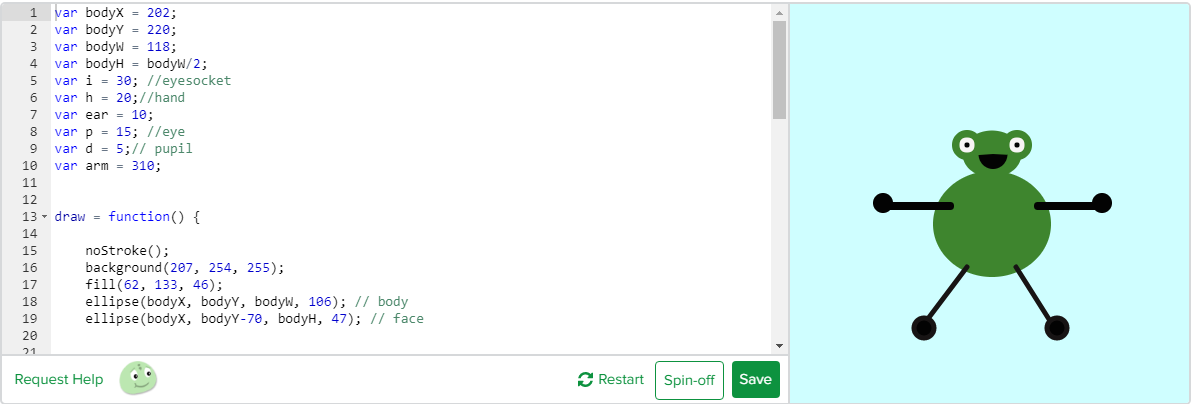 1 var bodyX = 202;
2 var bodyY = 220;
3 var bodyW = 118;
4 var bodyH = bodyW/2;
5 var i = 30; //eyesocket
6 var h = 20;//hand
7 var ear = 10;
8 var p = 15; //eye
9 var d = 5;// pupil
10 var arm = 310;
11
12
13 draw = function() {
14
15 noStroke();
16 background(207, 254, 255);
17 fill(62, 133, 46);
18 ellipse(bodyX, bodyY, bodyW, 106); // body
19 ellipse(bodyX, bodyY-70, bodyH, 47); // face
20
21
Request Help Restart Spin-off Save